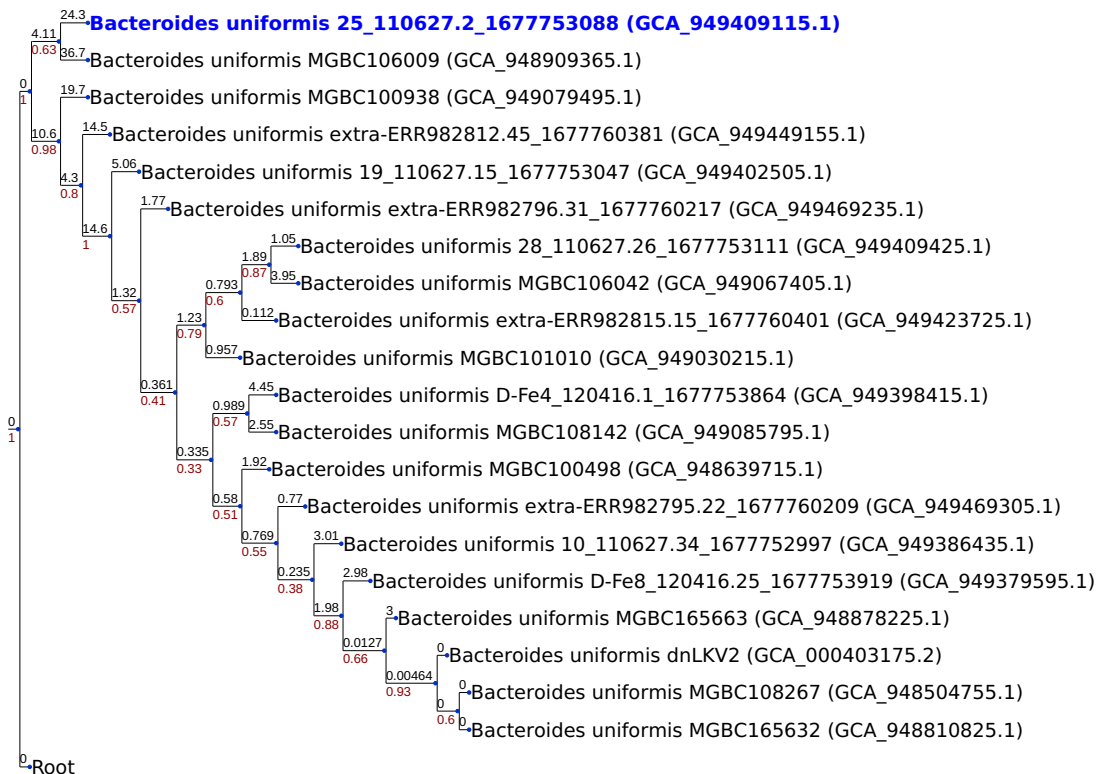 24.3
Bacteroides uniformis 25_110627.2_1677753088 (GCA_949409115.1)
4.11
0.63
36.7
Bacteroides uniformis MGBC106009 (GCA_948909365.1)
0
1
19.7
Bacteroides uniformis MGBC100938 (GCA_949079495.1)
10.6
0.98
14.5
Bacteroides uniformis extra-ERR982812.45_1677760381 (GCA_949449155.1)
4.3
0.8
5.06
Bacteroides uniformis 19_110627.15_1677753047 (GCA_949402505.1)
14.6
1
1.77
Bacteroides uniformis extra-ERR982796.31_1677760217 (GCA_949469235.1)
1.32
0.57
1.05
Bacteroides uniformis 28_110627.26_1677753111 (GCA_949409425.1)
1.89
0.87
3.95
Bacteroides uniformis MGBC106042 (GCA_949067405.1)
0.793
0.6
0.112
Bacteroides uniformis extra-ERR982815.15_1677760401 (GCA_949423725.1)
1.23
0.79
0.957
Bacteroides uniformis MGBC101010 (GCA_949030215.1)
0.361
0.41
4.45
Bacteroides uniformis D-Fe4_120416.1_1677753864 (GCA_949398415.1)
0.989
0.57
2.55
Bacteroides uniformis MGBC108142 (GCA_949085795.1)
0
1
0.335
0.33
1.92
Bacteroides uniformis MGBC100498 (GCA_948639715.1)
0.58
0.51
0.77
Bacteroides uniformis extra-ERR982795.22_1677760209 (GCA_949469305.1)
0.769
0.55
3.01
Bacteroides uniformis 10_110627.34_1677752997 (GCA_949386435.1)
0.235
0.38
2.98
Bacteroides uniformis D-Fe8_120416.25_1677753919 (GCA_949379595.1)
1.98
0.88
3
Bacteroides uniformis MGBC165663 (GCA_948878225.1)
0.0127
0.66
0
Bacteroides uniformis dnLKV2 (GCA_000403175.2)
0.00464
0.93
0
Bacteroides uniformis MGBC108267 (GCA_948504755.1)
0
0.6
0
Bacteroides uniformis MGBC165632 (GCA_948810825.1)
0
Root